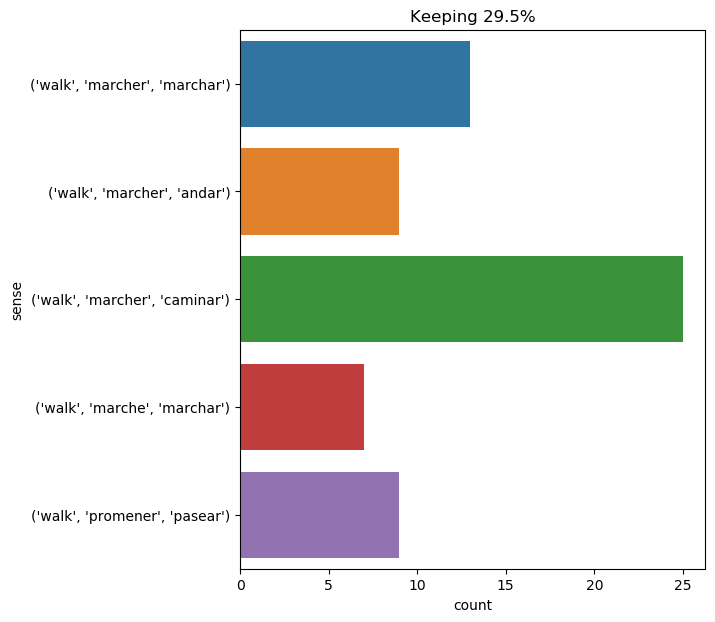 Keeping 29.5%
('walk', 'marcher', 'marchar')
('walk', 'marcher', 'andar')
('walk', 'marcher', 'caminar')
('walk', 'marche', 'marchar')
('walk', 'promener', 'pasear')
sense
0 5 10 15 20 25
count